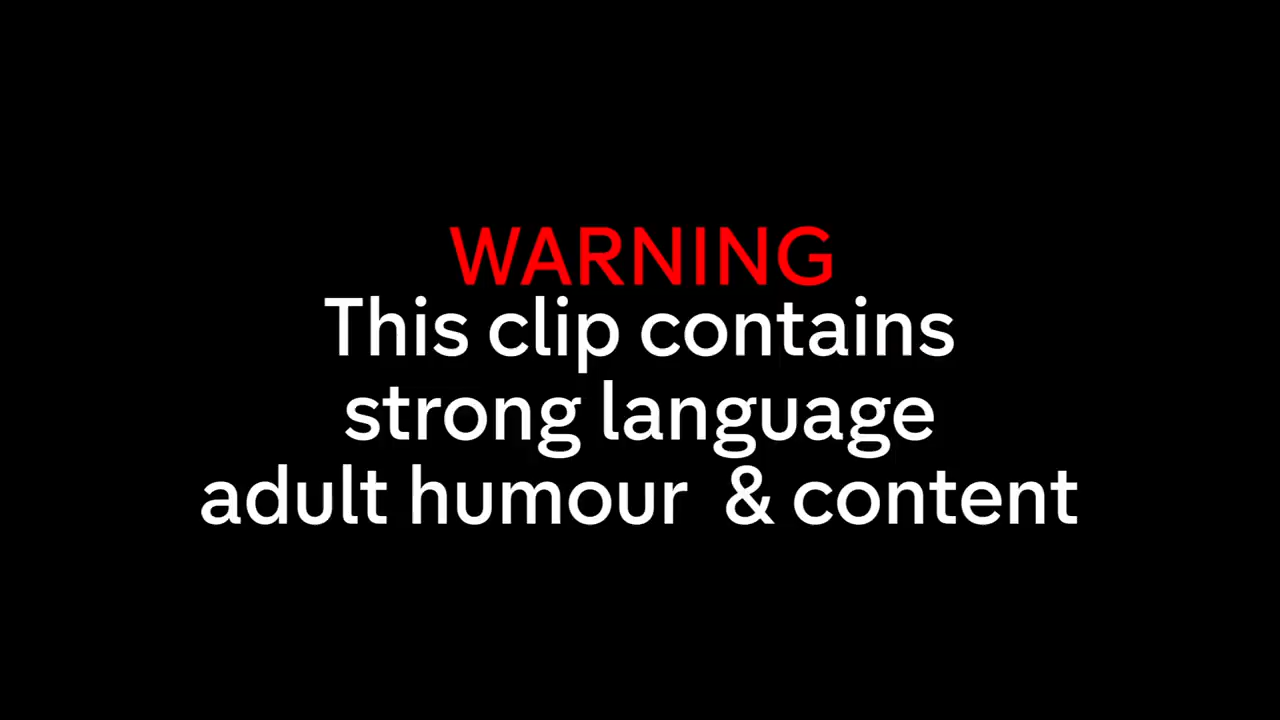 WARNING
This clip contains
strong language
adult humour  & content